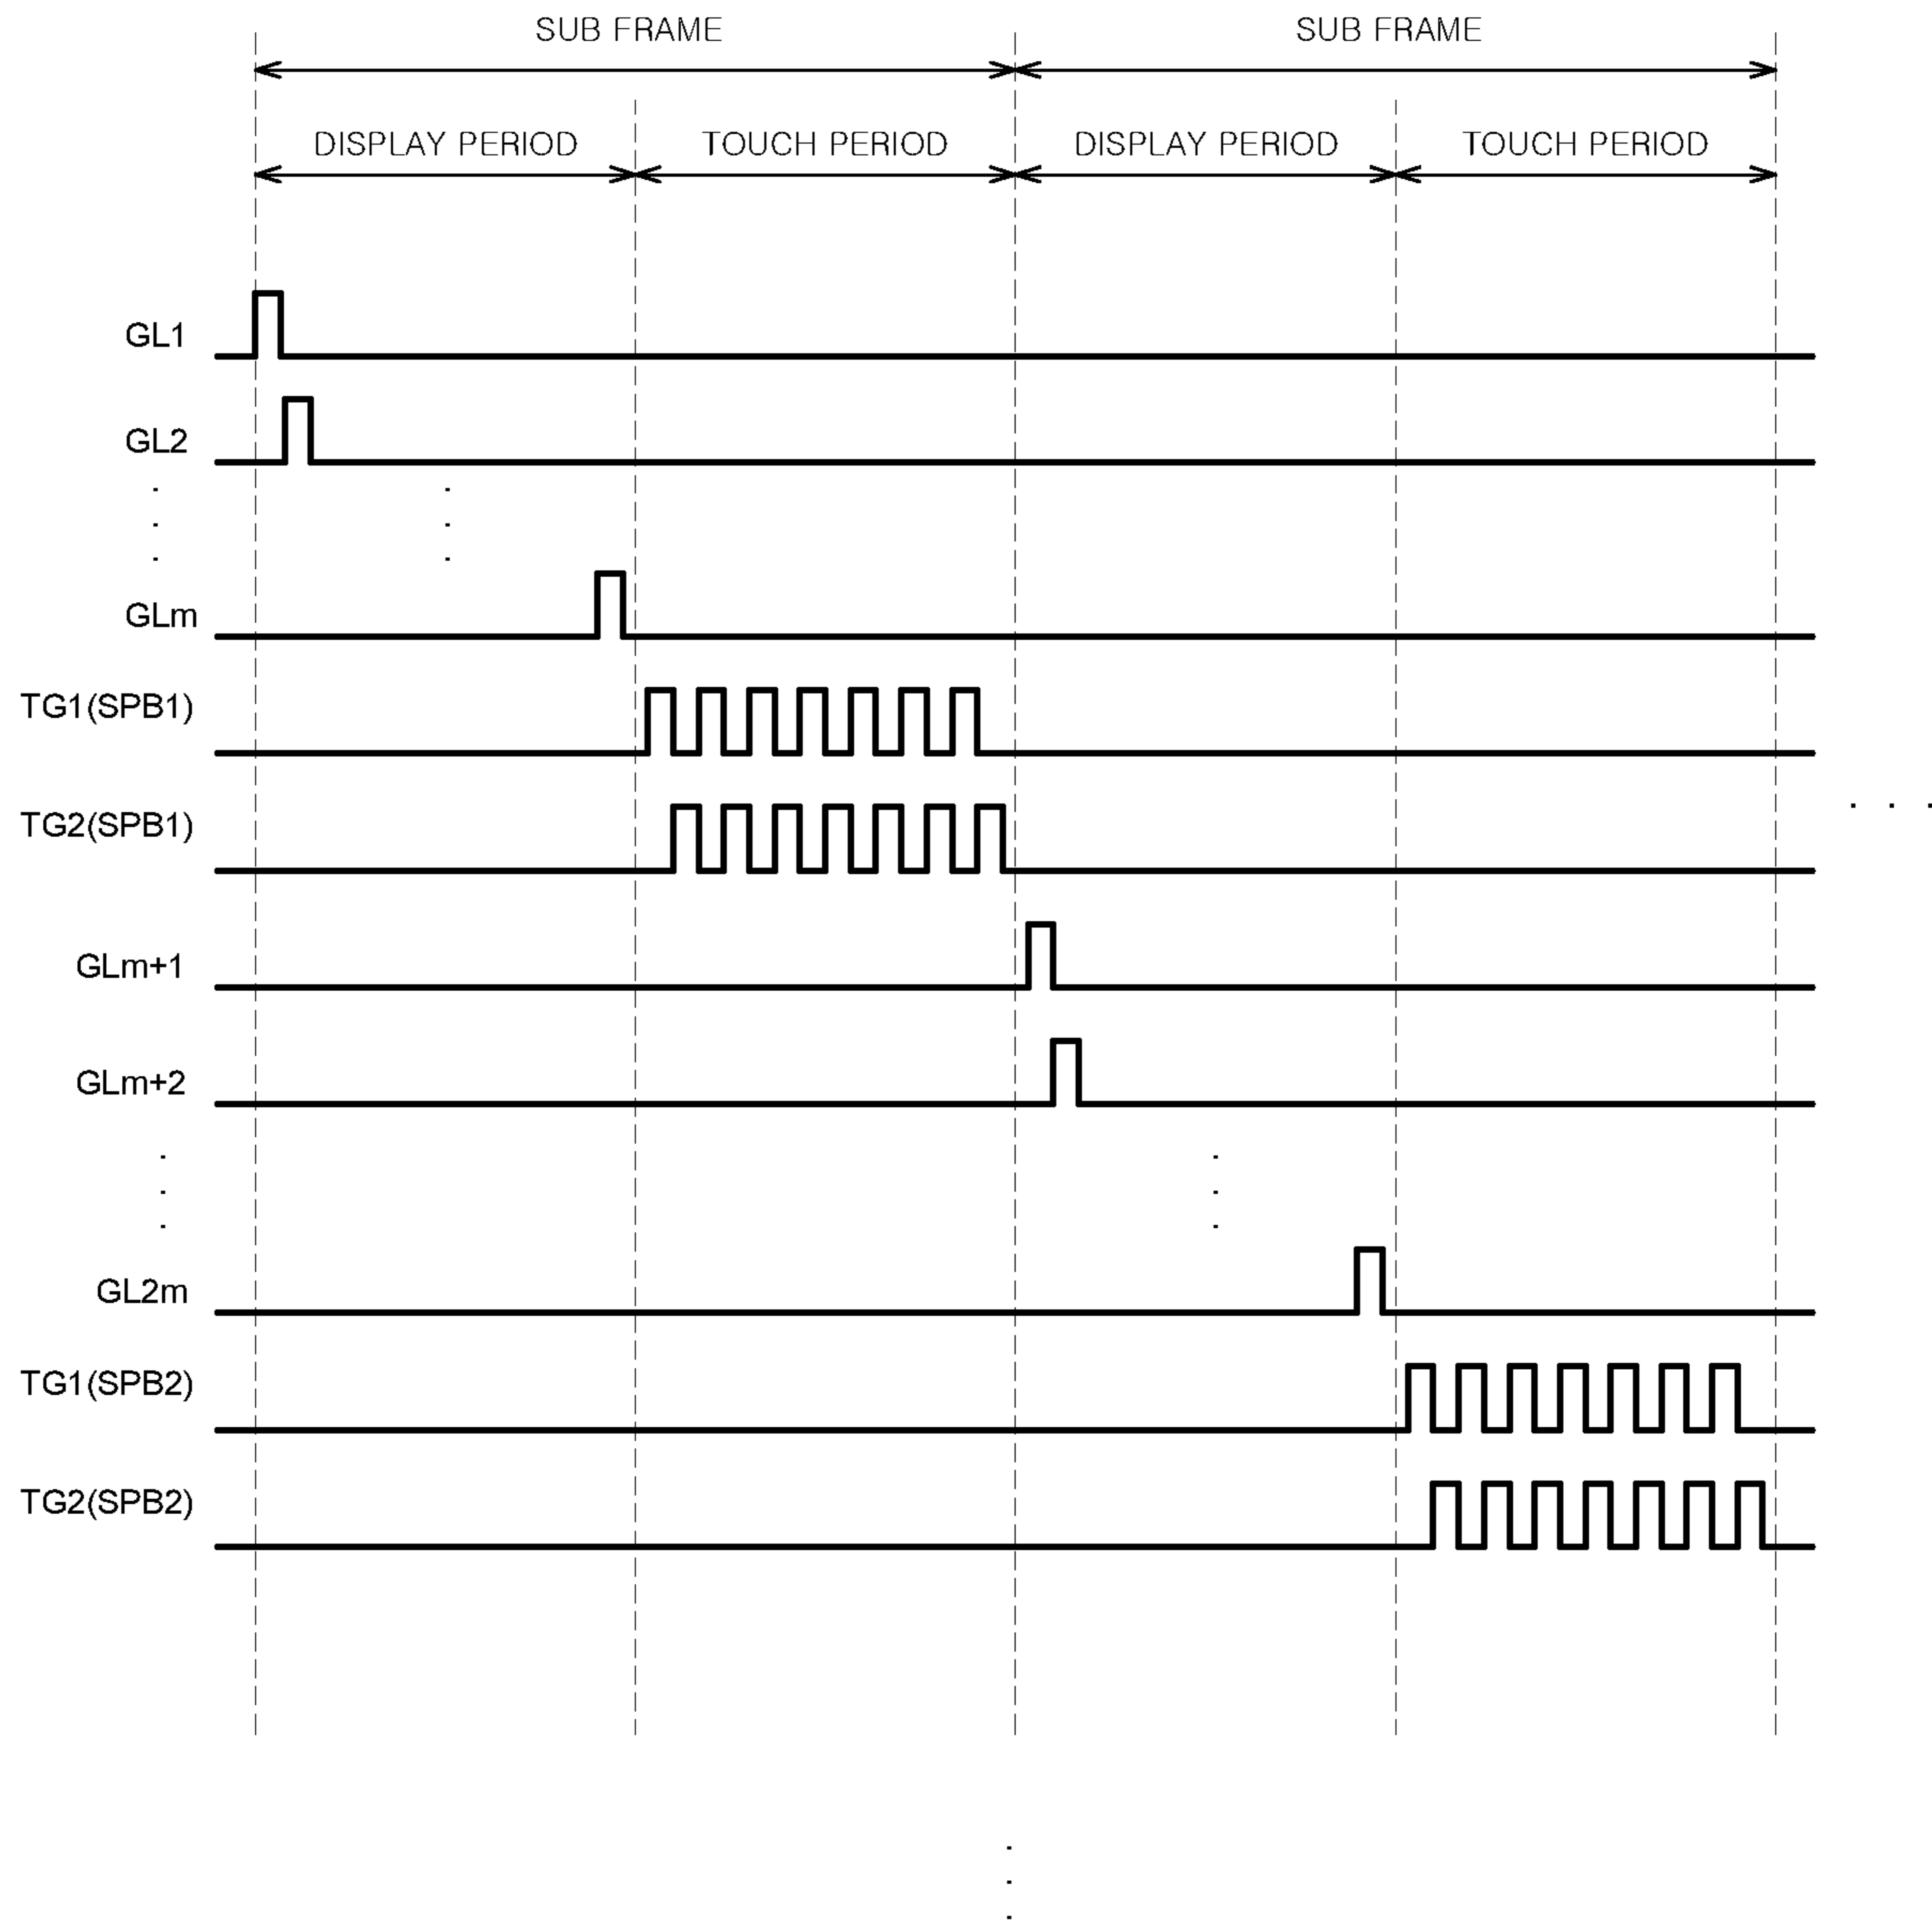 SUB FRAME SUB FRAME
DISPLAY PERIOD TOUCH PERIOD DISPLAY PERIOD TOUCH PERIOD
GL1
GL2
GLm
TG1(SPB1)
TG2(SPB1)
GLm+1
GLm+2
GL2m
TG1(SPB2)
TG2(SPB2)